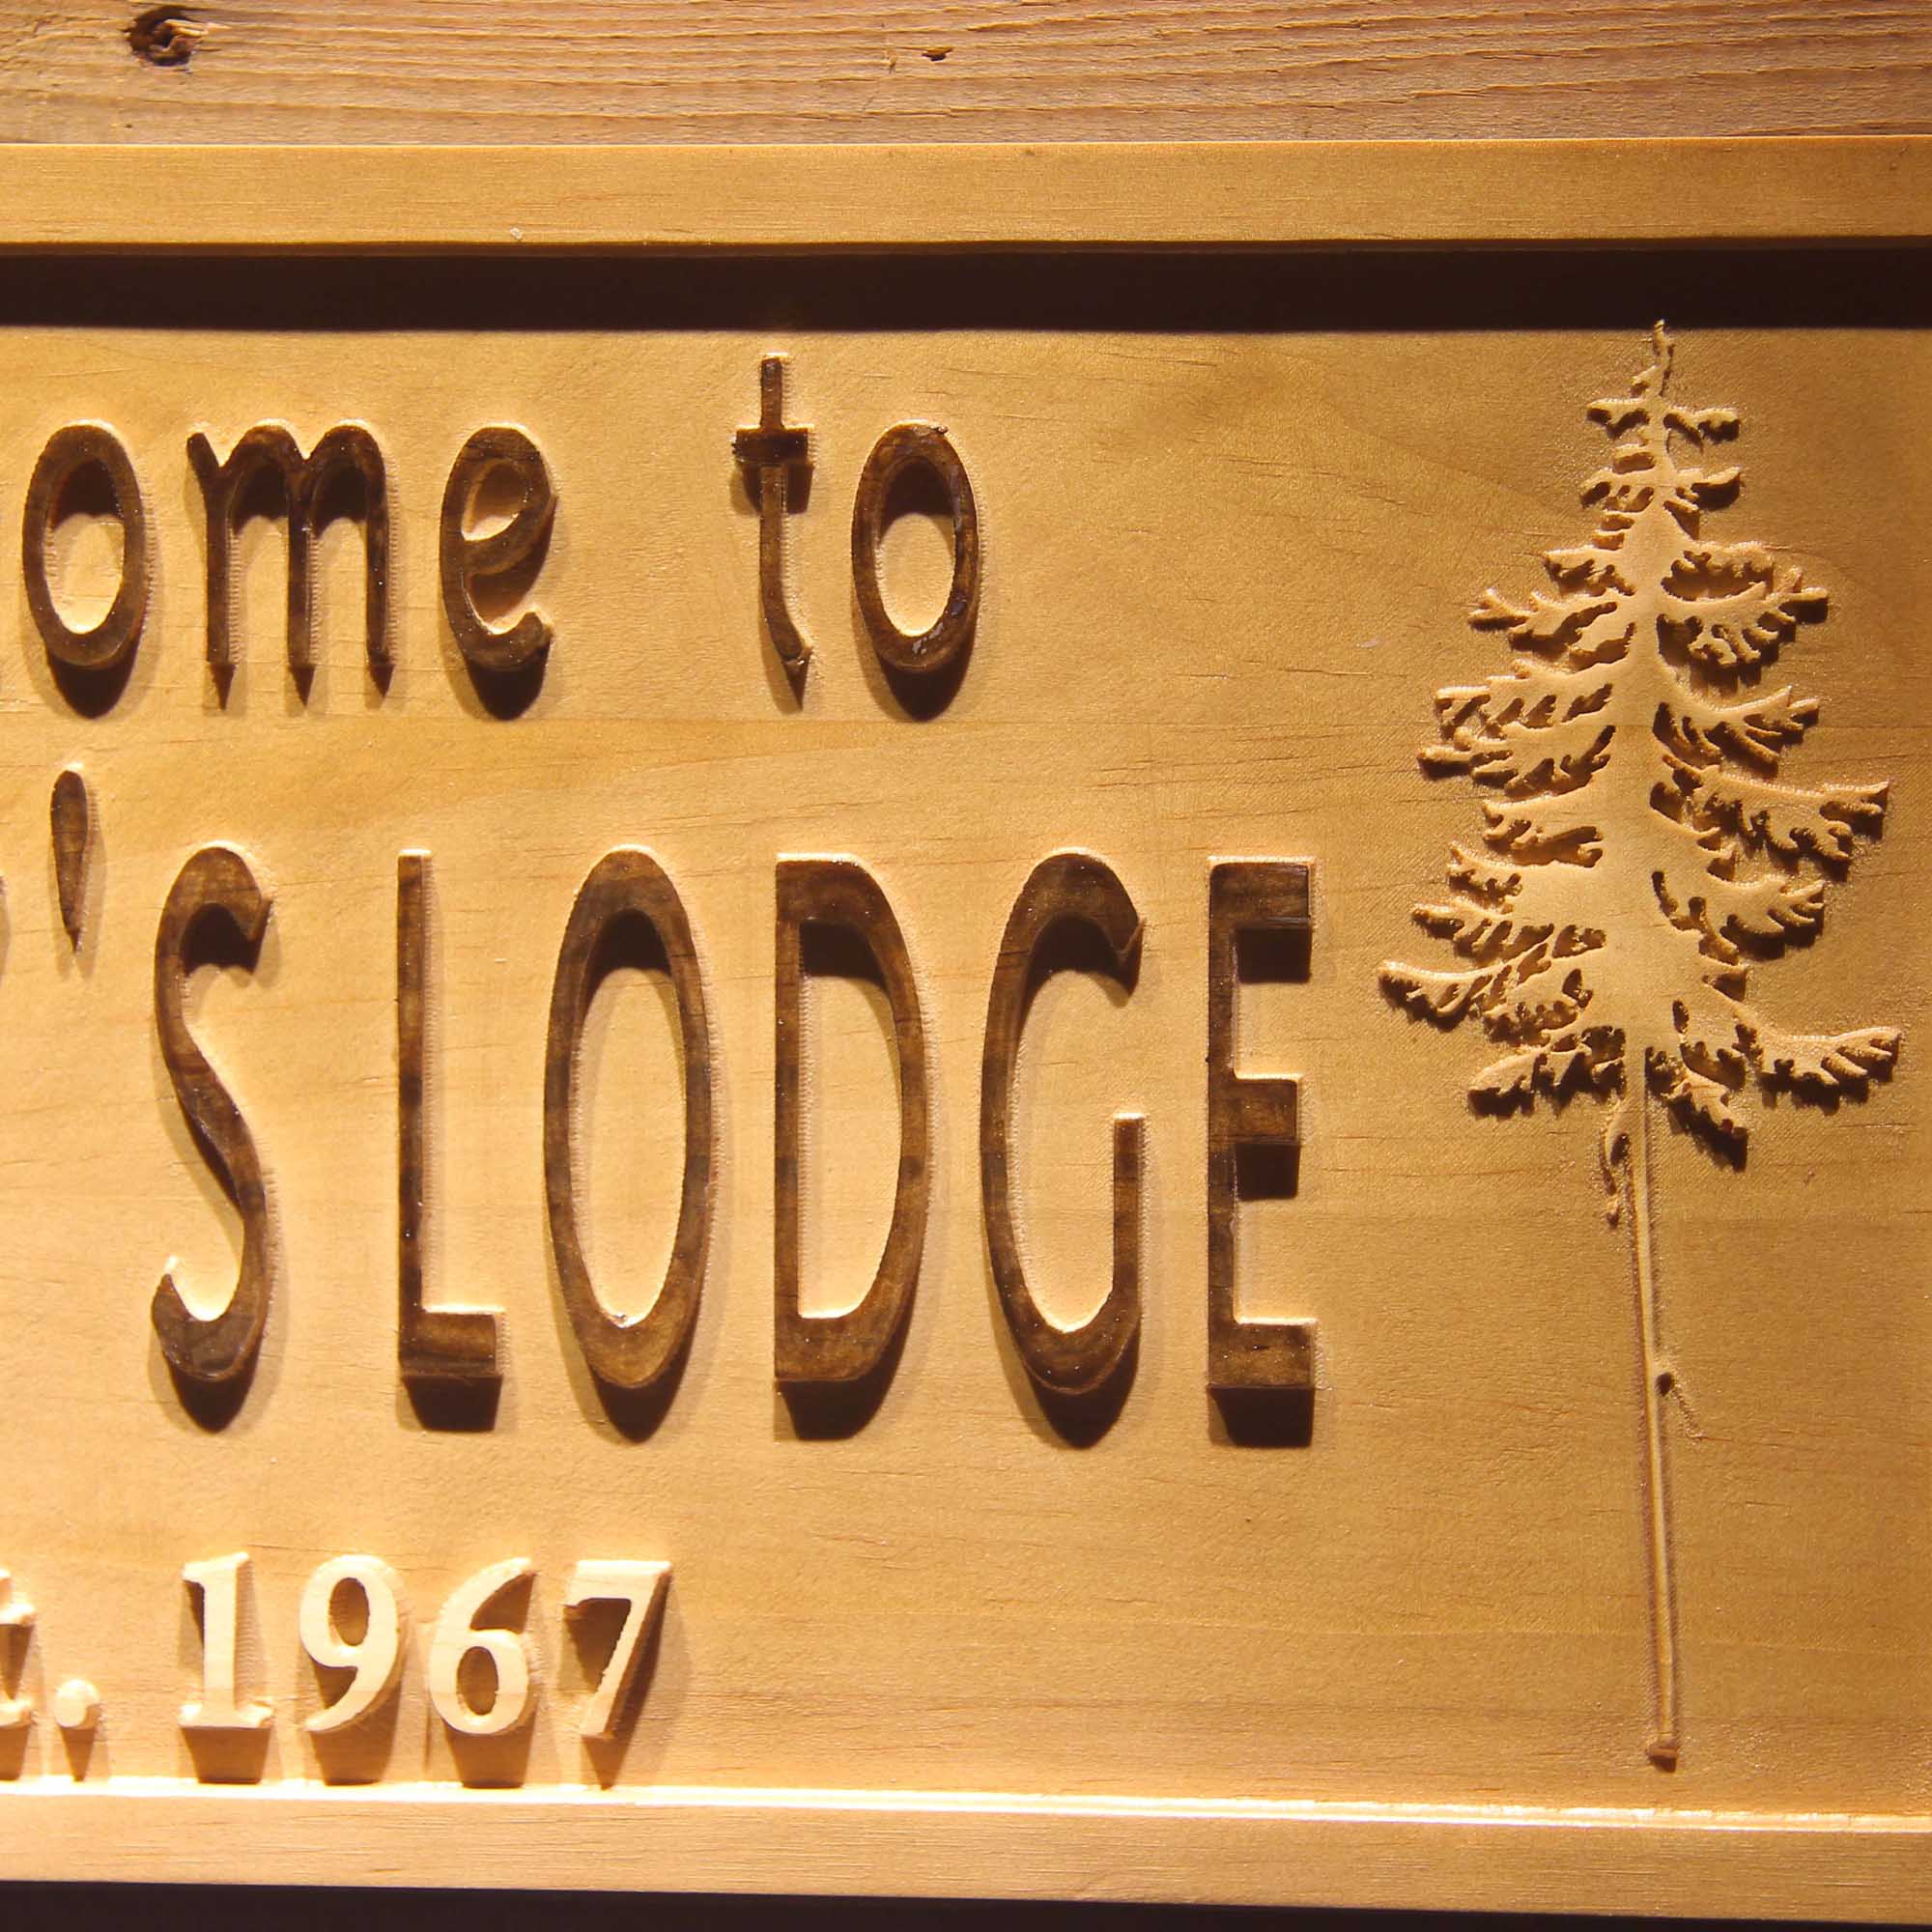 ome to
'S LODGE
t. 1967